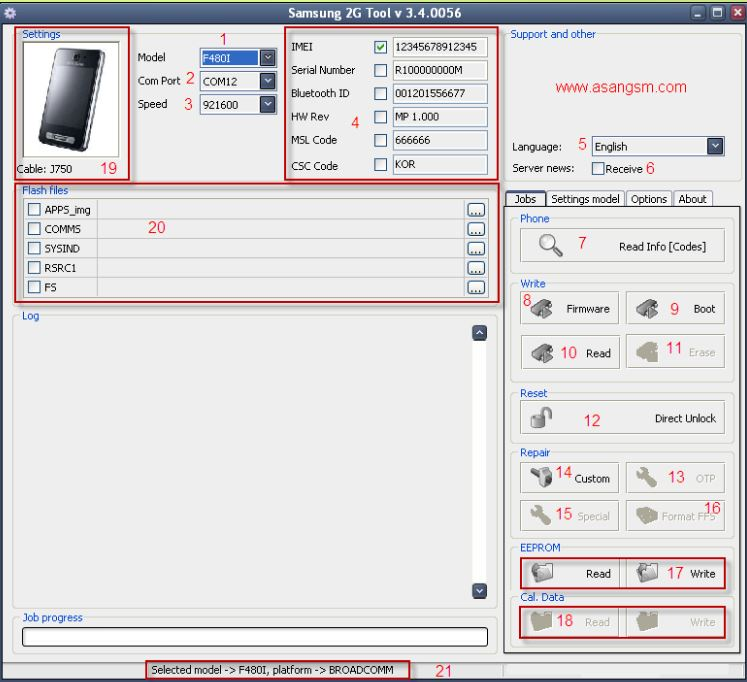 Samsung 2G Tool v 3.4.0056
Settings
Cable: J750
19
1
Model
F480I
Com Port
2
COM12
Speed
3
921600
IMEI
12345678912345
Serial Number
R100000000M
Bluetooth ID
001201556677
HW Rev
4
MP 1.000
MSL Code
666666
CSC Code
KOR
Support and other
www.asangsm.com
Language:
5
English
Server news:
Receive
6
Flash files
APPS_img
...
COMMS
20
...
SYSIND
...
RSRC1
...
FS
...
Log
Job progress
Jobs
Settings model
Options
About
Phone
7
Read Info [Codes]
Write
8
Firmware
9
Boot
10
Read
11
Erase
Reset
12
Direct Unlock
Repair
14
Custom
13
OTP
15
Special
16
Format FFS
EEPROM
Read
17
Write
Cal. Data
18
Read
Write
Selected model -> F480I, platform -> BROADCOMM
21